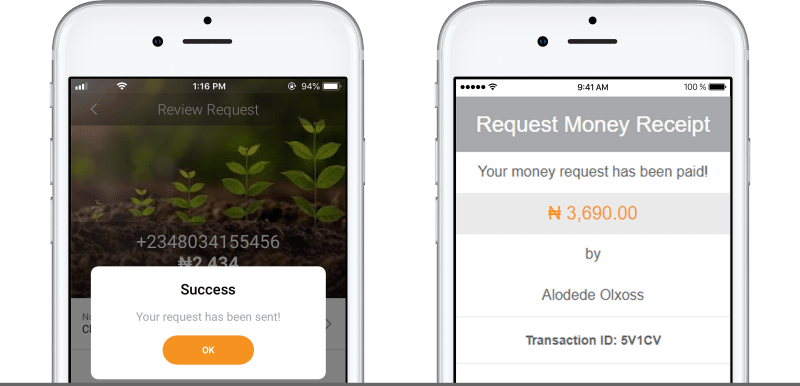 1:16 PM
94%
Review Request
+2348034155456
₦2,434
Success
Your request has been sent!
OK
9:41 AM
100 %
Request Money Receipt
Your money request has been paid!
₦ 3,690.00
by
Alodede Olxoss
Transaction ID: 5V1CV